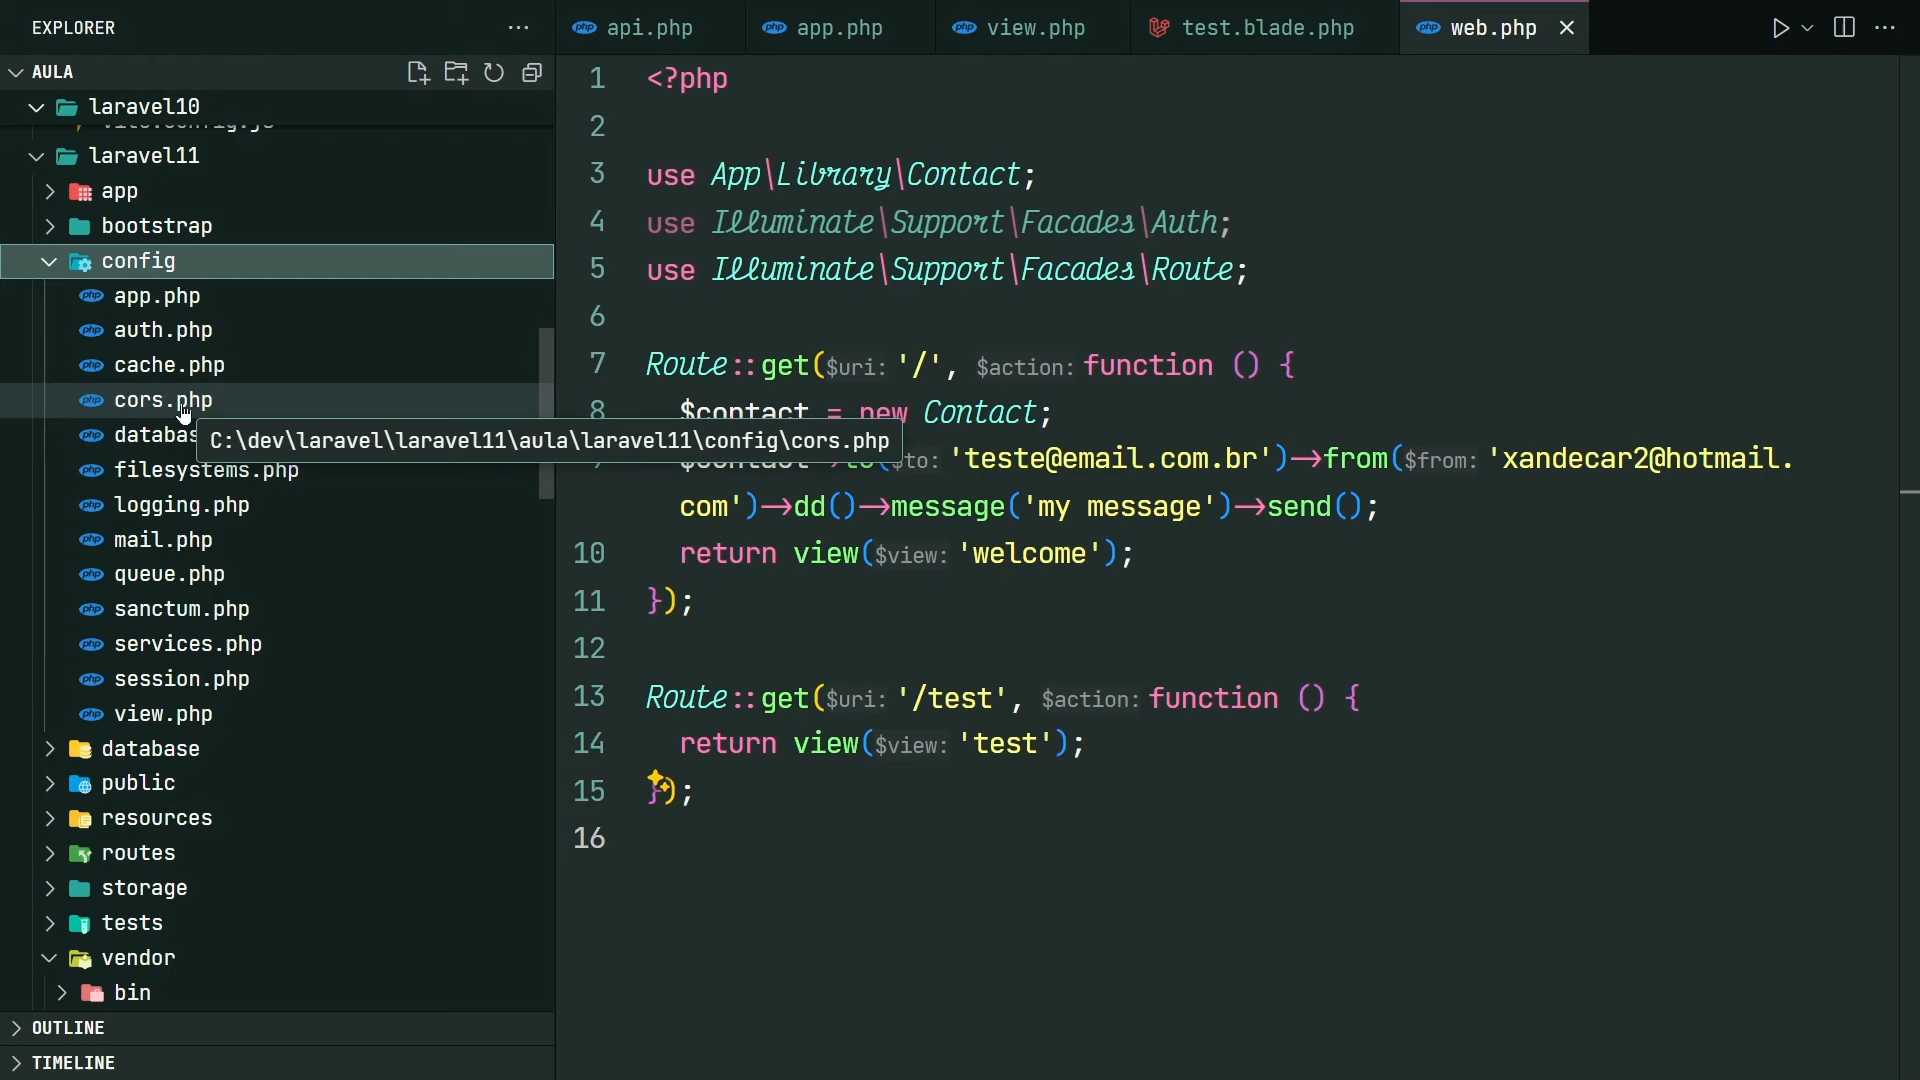 EXPLORER
AULA
laravel10
laravel11
app
bootstrap
config
app.php
auth.php
cache.php
cors.php
databas
filesystems.php
logging.php
mail.php
queue.php
sanctum.php
services.php
session.php
view.php
database
public
resources
routes
storage
tests
vendor
bin
OUTLINE
TIMELINE
C:\dev\laravel\laravel11\aula\laravel11\config\cors.php
api.php
app.php
view.php
test.blade.php
web.php
1 <?php
2
3 use App\Library\Contact;
4 use Illuminate\Support\Facades\Auth;
5 use Illuminate\Support\Facades\Route;
6
7 Route::get($uri: '/', $action: function () {
8 $contact = new Contact;
$to: 'teste@email.com.br')→from($from: 'xandecar2@hotmail.
com')→dd()→message('my message')→send();
10 return view($view: 'welcome');
11 });
12
13 Route::get($uri: '/test', $action: function () {
14 return view($view: 'test');
15 });
16